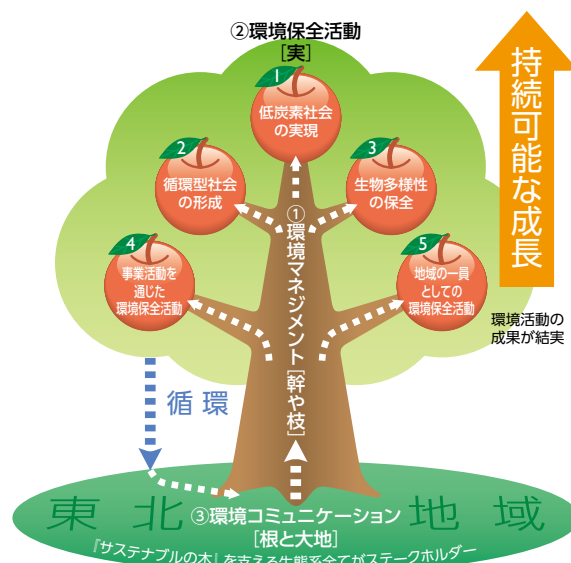 ②環境保全活動
[実]
1
低炭素社会
の実現
2
循環型社会
の形成
3
生物多様性
の保全
4
事業活動を
通じた
環境保全活動
5
地域の一員
としての
環境保全活動
①環境マネジメント[幹や枝]
持続可能な成長
環境活動の
成果が結実
循環
東北地域
③環境コミュニケーション
[根と大地]
『サステナブルの木』を支える生態系全てがステークホルダー